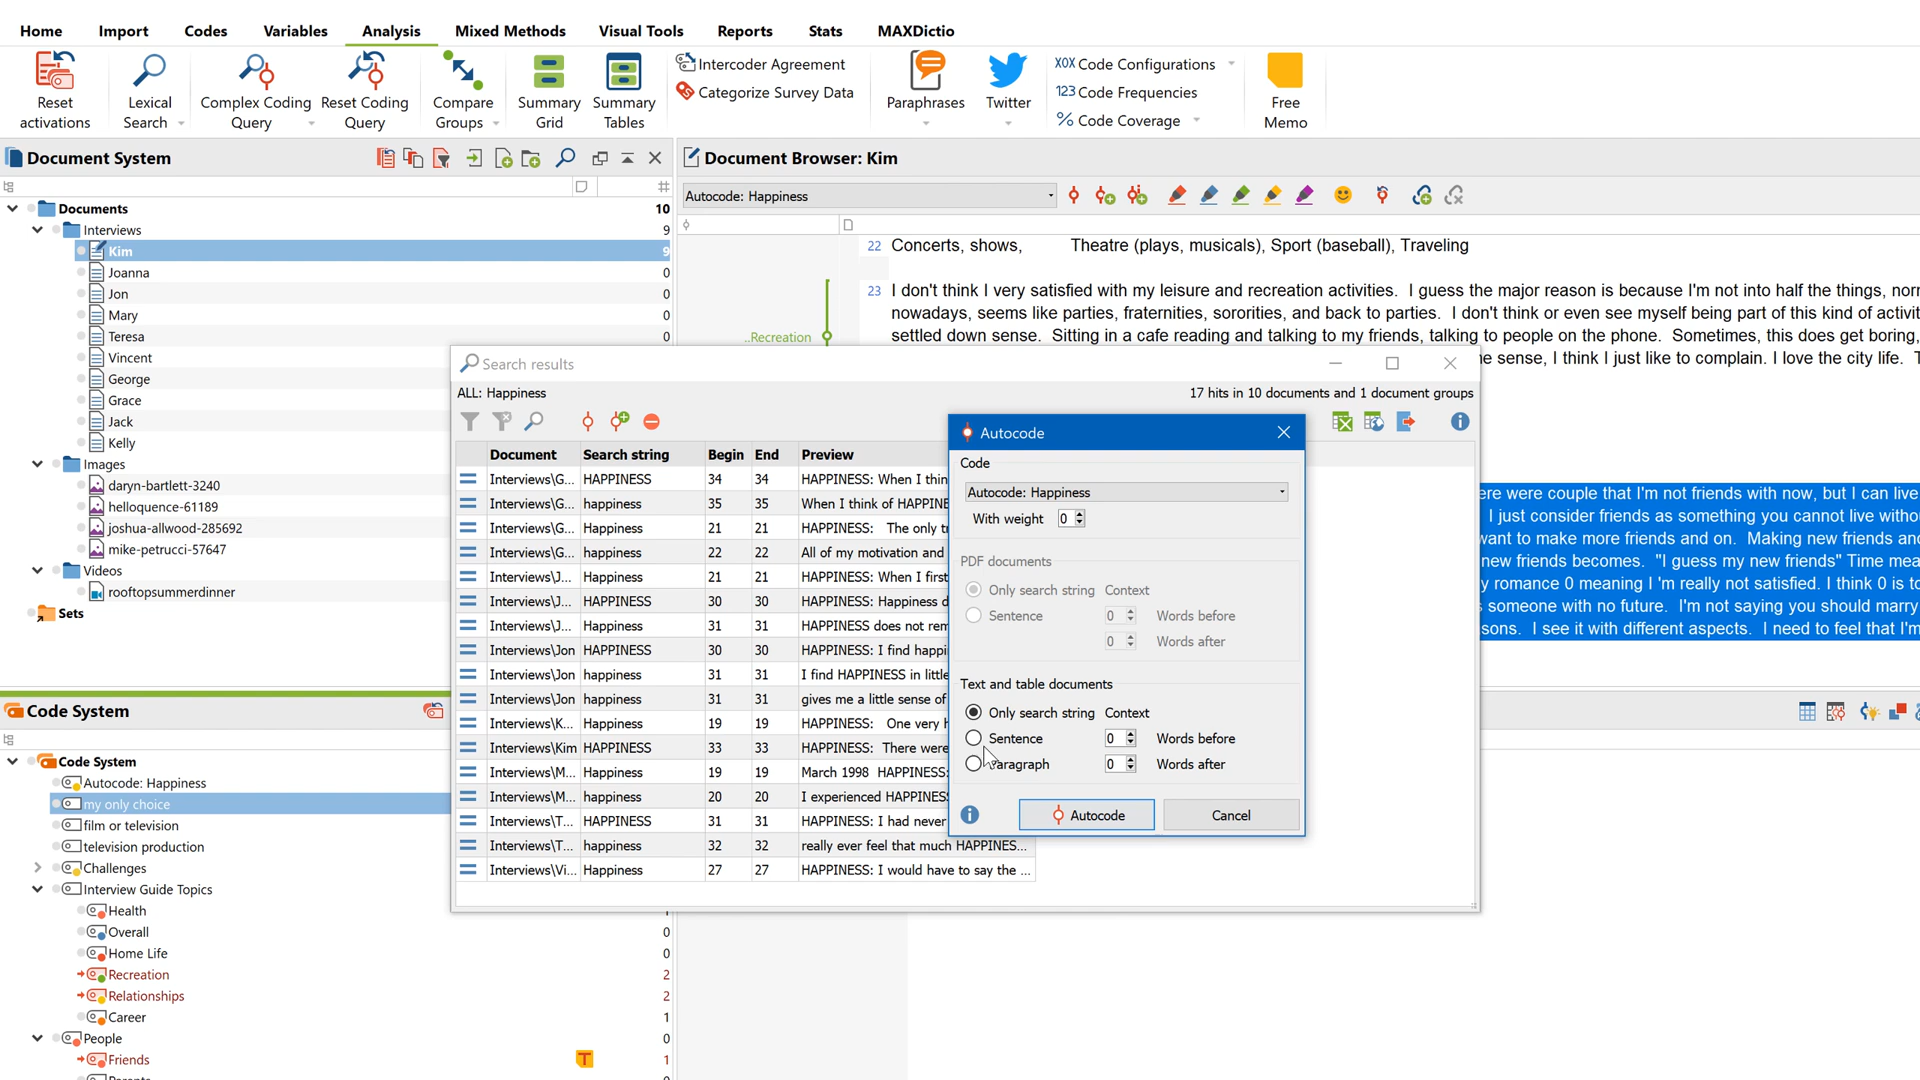 Home Import Codes Variables Analysis Mixed Methods Visual Tools Reports Stats MAXDictio
Reset activations
Lexical Search
Complex Coding Query
Reset Coding Query
Compare Groups
Summary Grid
Summary Tables
Intercoder Agreement
Categorize Survey Data
Paraphrases
Twitter
X0X Code Configurations
123 Code Frequencies
% Code Coverage
Free Memo
Document System
Documents 10
Interviews 9
Kim 9
Joanna 0
Jon 0
Mary 0
Teresa 0
Vincent
George
Grace
Jack
Kelly
Images
daryn-bartlett-3240
helloquence-61189
joshua-allwood-285692
mike-petrucci-57647
Videos
rooftopsummerdinner
Sets
Code System
Code System
Autocode: Happiness
my only choice
film or television
television production
Challenges
Interview Guide Topics
Health 1
Overall 0
Home Life 0
Recreation 2
Relationships 2
Career 1
People 0
Friends T 1
Document Browser: Kim
Autocode: Happiness
22 Concerts, shows, Theatre (plays, musicals), Sport (baseball), Traveling
23 I don't think I very satisfied with my leisure and recreation activities. I guess the major reason is because I'm not into half the things, nor
nowadays, seems like parties, fraternities, sororities, and back to parties. I don't think or even see myself being part of this kind of activit
..Recreation
settled down sense. Sitting in a cafe reading and talking to my friends, talking to people on the phone. Sometimes, this does get boring,
e sense, I think I just like to complain. I love the city life.
ere were couple that I'm not friends with now, but I can live
I just consider friends as something you cannot live witho
vant to make more friends and on. Making new friends an
new friends becomes. "I guess my new friends" Time mea
y romance 0 meaning I 'm really not satisfied. I think 0 is to
someone with no future. I'm not saying you should marry
sons. I see it with different aspects. I need to feel that I'm
Search results
ALL: Happiness 17 hits in 10 documents and 1 document groups
Document Search string Begin End Preview
Interviews\G... HAPPINESS 34 34 HAPPINESS: When I thin
Interviews\G... happiness 35 35 When I think of HAPPINE
Interviews\G... HAPPINESS 21 21 HAPPINESS: The only t
Interviews\G... happiness 22 22 All of my motivation and
Interviews\J... Happiness 21 21 HAPPINESS: When I first
Interviews\J... HAPPINESS 30 30 HAPPINESS: Happiness d
Interviews\J... Happiness 31 31 HAPPINESS does not rem
Interviews\Jon HAPPINESS 30 30 HAPPINESS: I find happi
Interviews\Jon happiness 31 31 I find HAPPINESS in little
Interviews\Jon happiness 31 31 gives me a little sense of
Interviews\K... Happiness 19 19 HAPPINESS: One very h
Interviews\Kim HAPPINESS 33 33 HAPPINESS: There were
Interviews\M... Happiness 19 19 March 1998 HAPPINESS:
Interviews\M... happiness 20 20 I experienced HAPPINES
Interviews\T... HAPPINESS 31 31 HAPPINESS: I had never
Interviews\T... happiness 32 32 really ever feel that much HAPPINES...
Interviews\Vi... Happiness 27 27 HAPPINESS: I would have to say the ...
Autocode
Code
Autocode: Happiness
With weight 0
PDF documents
Only search string Context
Sentence 0 Words before
0 Words after
Text and table documents
Only search string Context
Sentence 0 Words before
Paragraph 0 Words after
Autocode Cancel